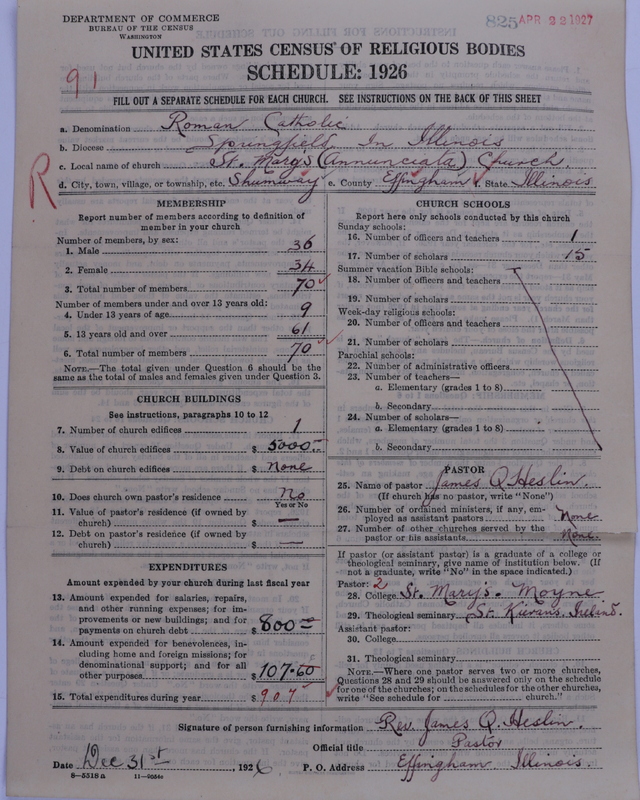 DEPARTMENT OF COMMERCE
BUREAU OF THE CENSUS
WASHINGTON
825 APR 22 1927
UNITED STATES CENSUS OF RELIGIOUS BODIES
SCHEDULE: 1926
91
FILL OUT A SEPARATE SCHEDULE FOR EACH CHURCH. SEE INSTRUCTIONS ON THE BACK OF THIS SHEET
a. Denomination Roman Catholic
b. Diocese Springfield In Illinois
c. Local name of church St. Mary's (Annunciata) Church.
R
d. City, town, village, or township, etc. Shumway e. County Effingham f. State Illinois
MEMBERSHIP
Report number of members according to definition of
member in your church
Number of members, by sex:
1. Male 36
2. Female 34
3. Total number of members 70
Number of members under and over 13 years old:
4. Under 13 years of age 9
5. 13 years old and over 61
6. Total number of members 70
NOTE.—The total given under Question 6 should be the
same as the total of males and females given under Question 3.
CHURCH BUILDINGS
See instructions, paragraphs 10 to 12
7. Number of church edifices 1
8. Value of church edifices $ 5000
9. Debt on church edifices $ None
10. Does church own pastor's residence No
Yes or No
11. Value of pastor's residence (if owned by
church) $ —
12. Debt on pastor's residence (if owned by
church) $ —
EXPENDITURES
Amount expended by your church during last fiscal year
13. Amount expended for salaries, repairs,
and other running expenses; for im-
provements or new buildings; and for
payments on church debt $ 800=
14. Amount expended for benevolences, in-
cluding home and foreign missions; for
denominational support; and for all
other purposes $ 107-60
15. Total expenditures during year $ 907
CHURCH SCHOOLS
Report here only schools conducted by this church
Sunday schools:
16. Number of officers and teachers 1
17. Number of scholars 15
Summer vacation Bible schools:
18. Number of officers and teachers
19. Number of scholars
Week-day religious schools:
20. Number of officers and teachers
21. Number of scholars
Parochial schools:
22. Number of administrative officers
23. Number of teachers—
a. Elementary (grades 1 to 8)
b. Secondary
24. Number of scholars—
a. Elementary (grades 1 to 8)
b. Secondary
PASTOR
25. Name of pastor James Q. Heslin.
(If church has no pastor, write "None")
26. Number of ordained ministers, if any, em-
ployed as assistant pastors None
27. Number of other churches served by the
pastor or his assistants None.
If pastor (or assistant pastor) is a graduate of a college or
theological seminary, give name of institution below. (If
not a graduate, write "No" in the space indicated.)
Pastor: 2
28. College St. Mary's - Moyne
29. Theological seminary St. Kierans, Ireland.
Assistant pastor:
30. College
31. Theological seminary
NOTE.—Where one pastor serves two or more churches,
Questions 28 and 29 should be answered only on the schedule
for one of the churches; on the schedules for the other churches,
write "See schedule for church."
Signature of person furnishing information Rev. James Q. Heslin.
Official title Pastor
Date Dec 31st, 1926 P. O. Address Effingham Illinois.
8—5318 a 11—9056